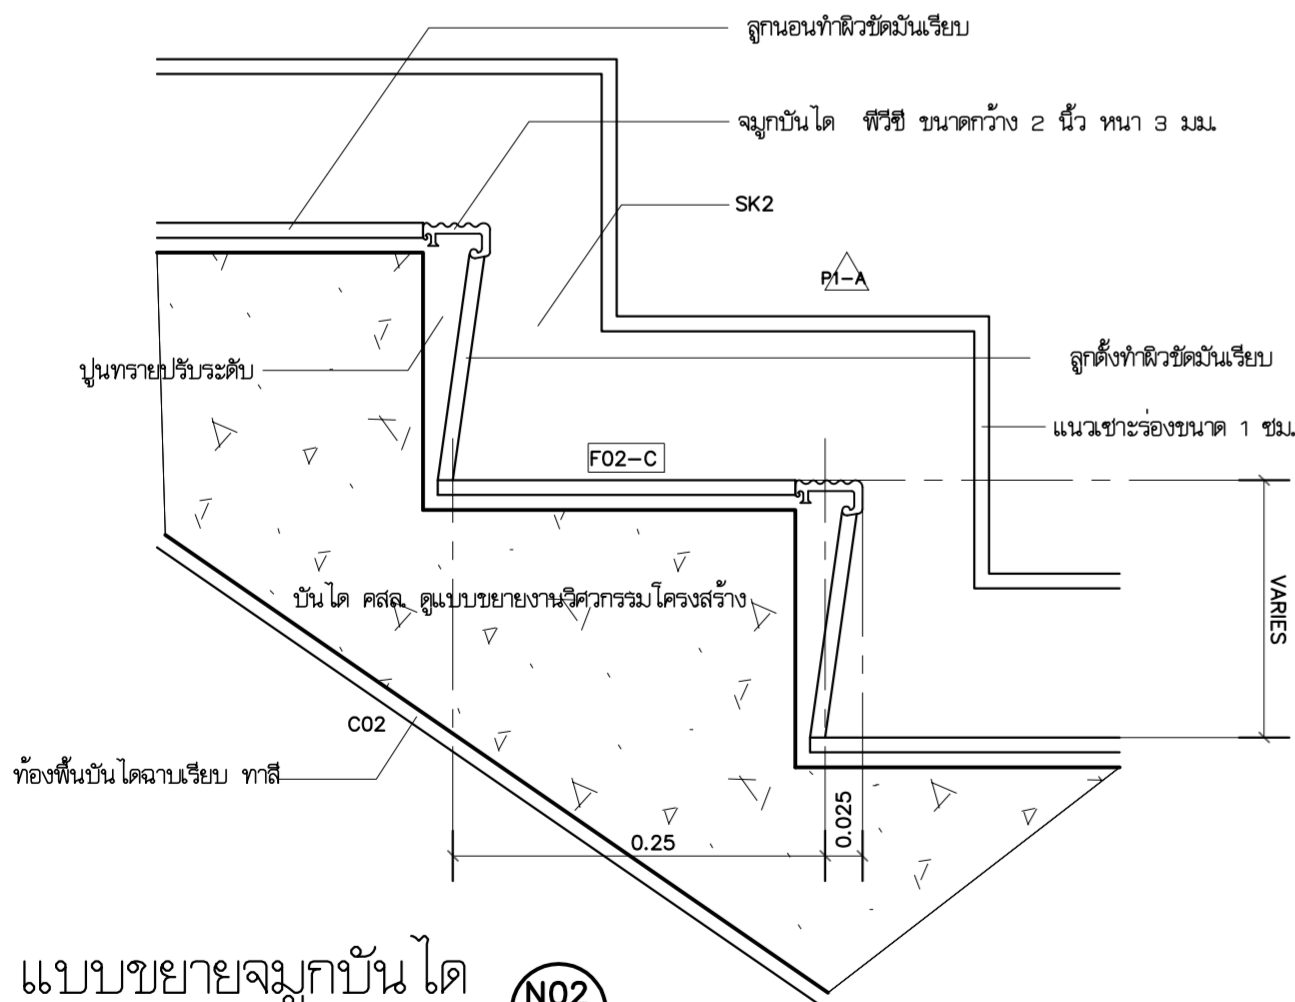 ลูกนอนทำผิวขัดมันเรียบ
จมูกบันได พีวีซี ขนาดกว้าง 2 นิ้ว หนา 3 มม.
SK2
P1-A
ปูนทรายปรับระดับ
ลูกตั้งทำผิวขัดมันเรียบ
แนวเซาะร่องขนาด 1 ซม.
F02-C
บันได คสล. ดูแบบขยายงานวิศวกรรมโครงสร้าง
VARIES
C02
ท้องพื้นบันไดฉาบเรียบ ทาสี
0.25
0.025
แบบขยายจมูกบันได
N02